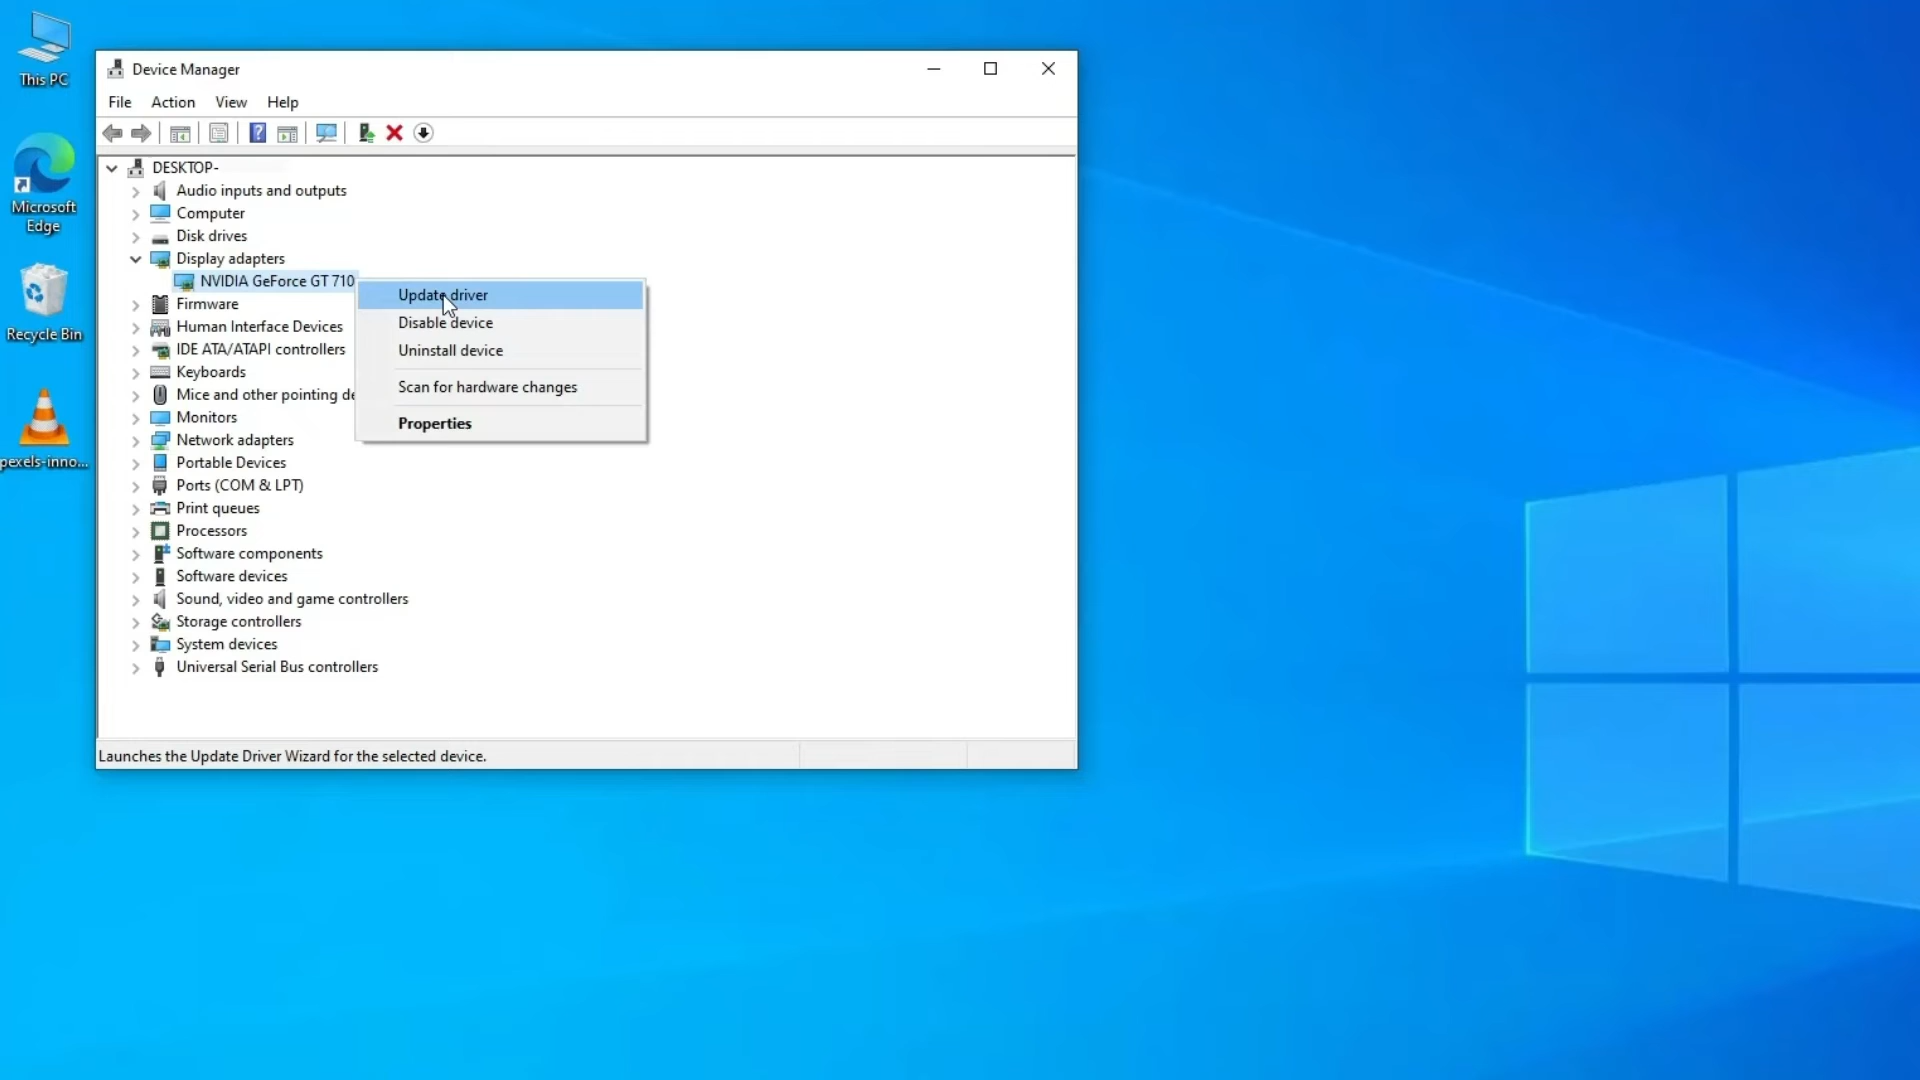 This PC
Microsoft
Edge
Recycle Bin
pexels-inno...
Device Manager
File Action View Help
DESKTOP-
Audio inputs and outputs
Computer
Disk drives
Display adapters
NVIDIA GeForce GT 710
Firmware
Human Interface Devices
IDE ATA/ATAPI controllers
Keyboards
Mice and other pointing de
Monitors
Network adapters
Portable Devices
Ports (COM & LPT)
Print queues
Processors
Software components
Software devices
Sound, video and game controllers
Storage controllers
System devices
Universal Serial Bus controllers
Update driver
Disable device
Uninstall device
Scan for hardware changes
Properties
Launches the Update Driver Wizard for the selected device.